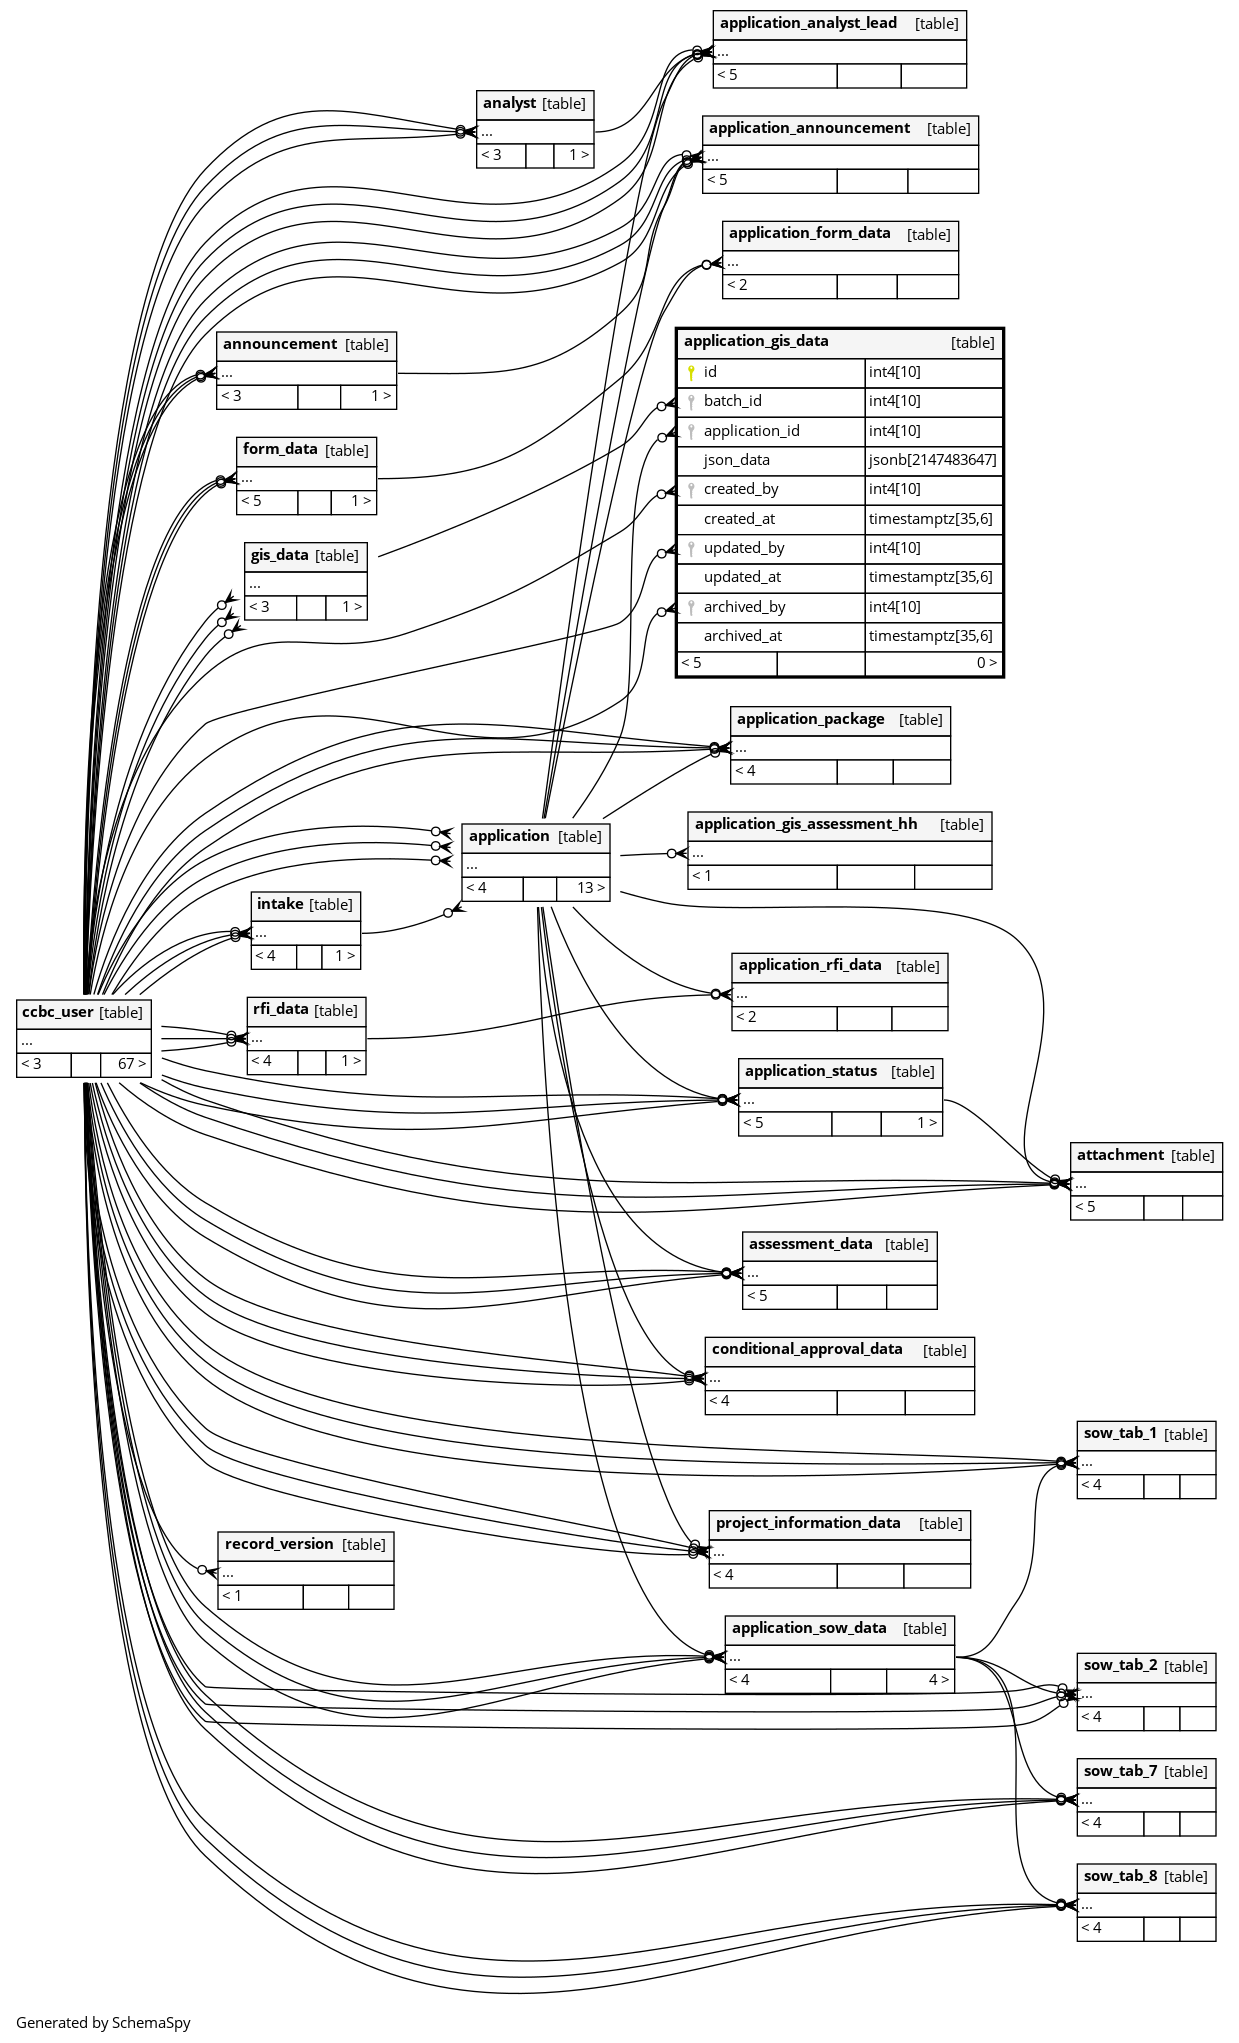 application_analyst_lead [table]
...
< 5
analyst [table]
...
< 3 1 >
application_announcement [table]
...
< 5
application_form_data [table]
...
< 2
announcement [table]
...
< 3 1 >
application_gis_data [table]
id int4[10]
batch_id int4[10]
application_id int4[10]
json_data jsonb[2147483647]
created_by int4[10]
created_at timestamptz[35,6]
updated_by int4[10]
updated_at timestamptz[35,6]
archived_by int4[10]
archived_at timestamptz[35,6]
< 5 0 >
form_data [table]
...
< 5 1 >
gis_data [table]
...
< 3 1 >
application_package [table]
...
< 4
application [table]
...
< 4 13 >
application_gis_assessment_hh [table]
...
< 1
intake [table]
...
< 4 1 >
application_rfi_data [table]
...
< 2
ccbc_user [table]
...
< 3 67 >
rfi_data [table]
...
< 4 1 >
application_status [table]
...
< 5 1 >
attachment [table]
...
< 5
assessment_data [table]
...
< 5
conditional_approval_data [table]
...
< 4
sow_tab_1 [table]
...
< 4
project_information_data [table]
...
< 4
record_version [table]
...
< 1
application_sow_data [table]
...
< 4 4 >
sow_tab_2 [table]
...
< 4
sow_tab_7 [table]
...
< 4
sow_tab_8 [table]
...
< 4
Generated by SchemaSpy